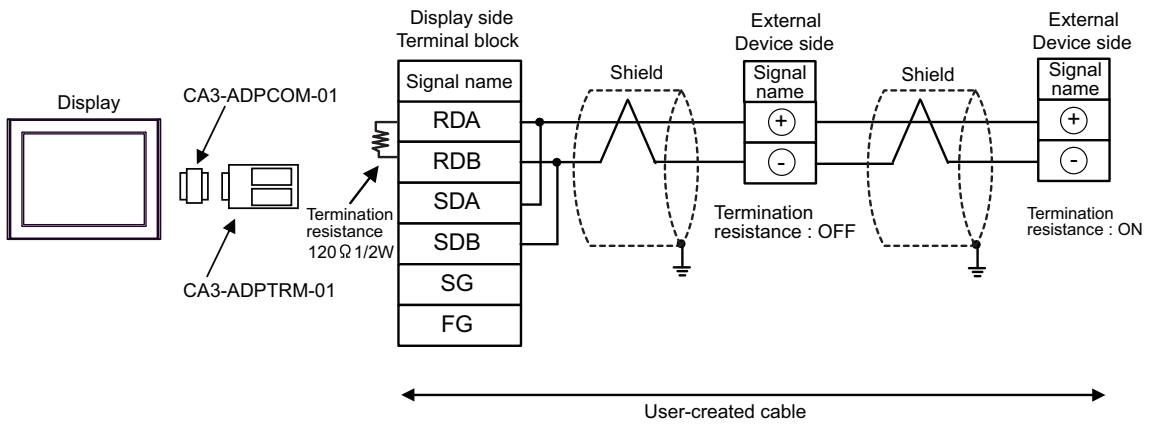 Display
CA3-ADPCOM-01
CA3-ADPTRM-01
Termination
resistance
120Ω 1/2W
Display side
Terminal block
Signal name
RDA
RDB
SDA
SDB
SG
FG
Shield
External
Device side
Signal
name
+
-
Termination
resistance : OFF
Shield
External
Device side
Signal
name
+
-
Termination
resistance : ON
User-created cable